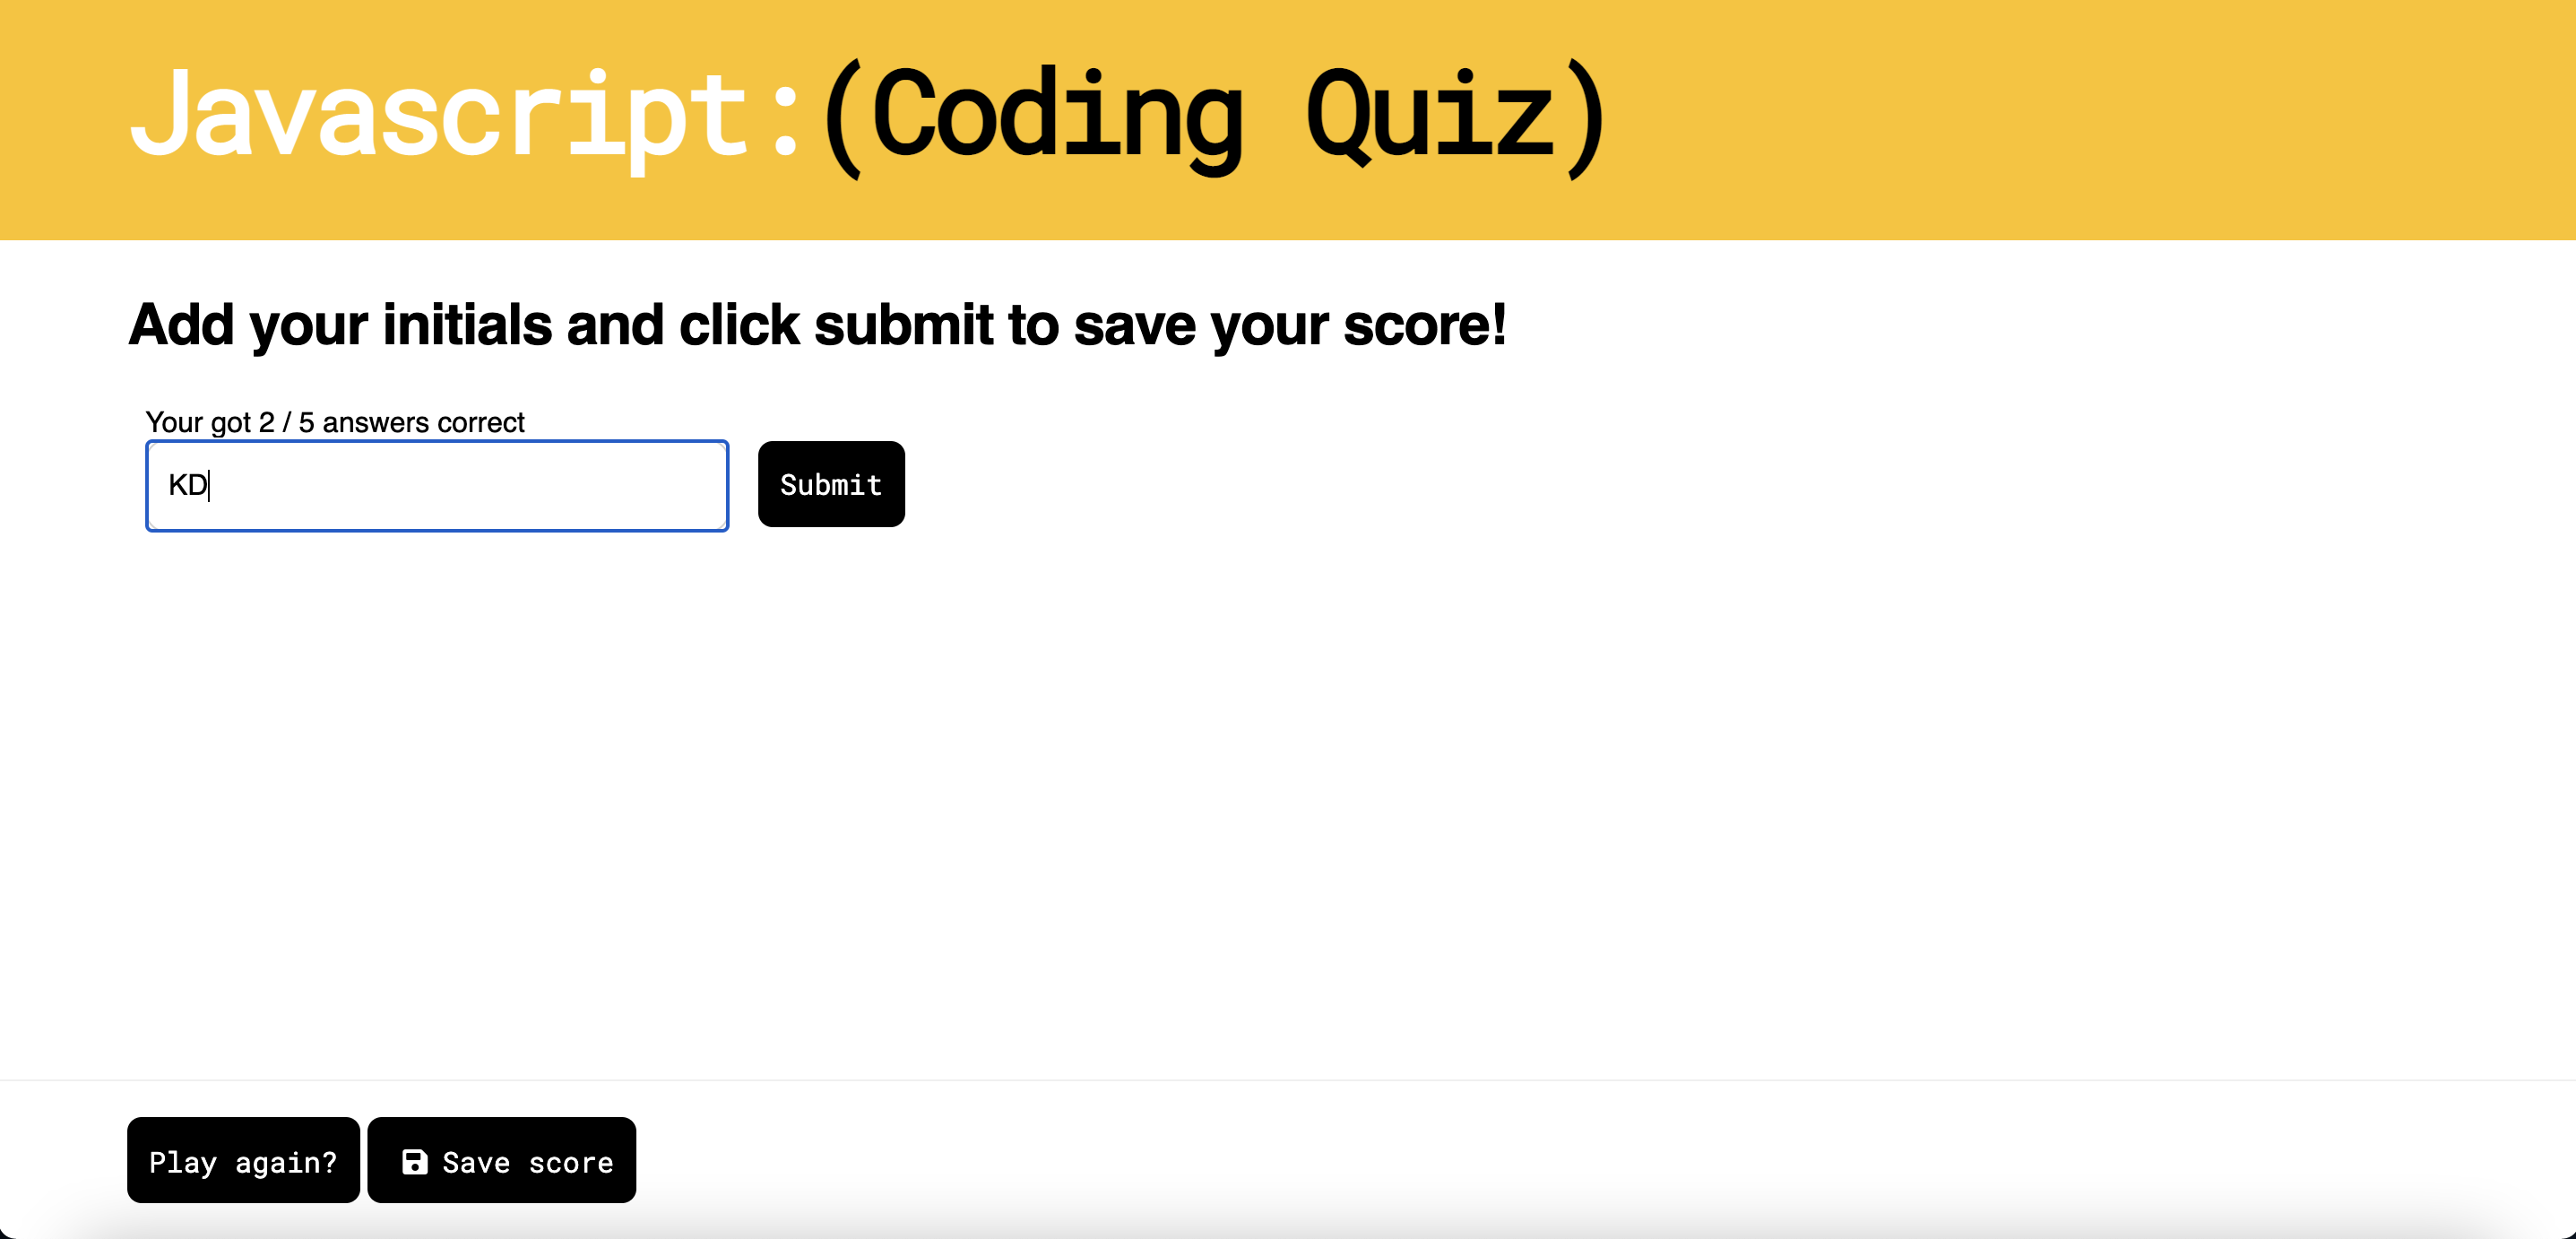 Javascript:(Coding Quiz)
Add your initials and click submit to save your score!
Your got 2 / 5 answers correct
KD
Submit
Play again?
Save score